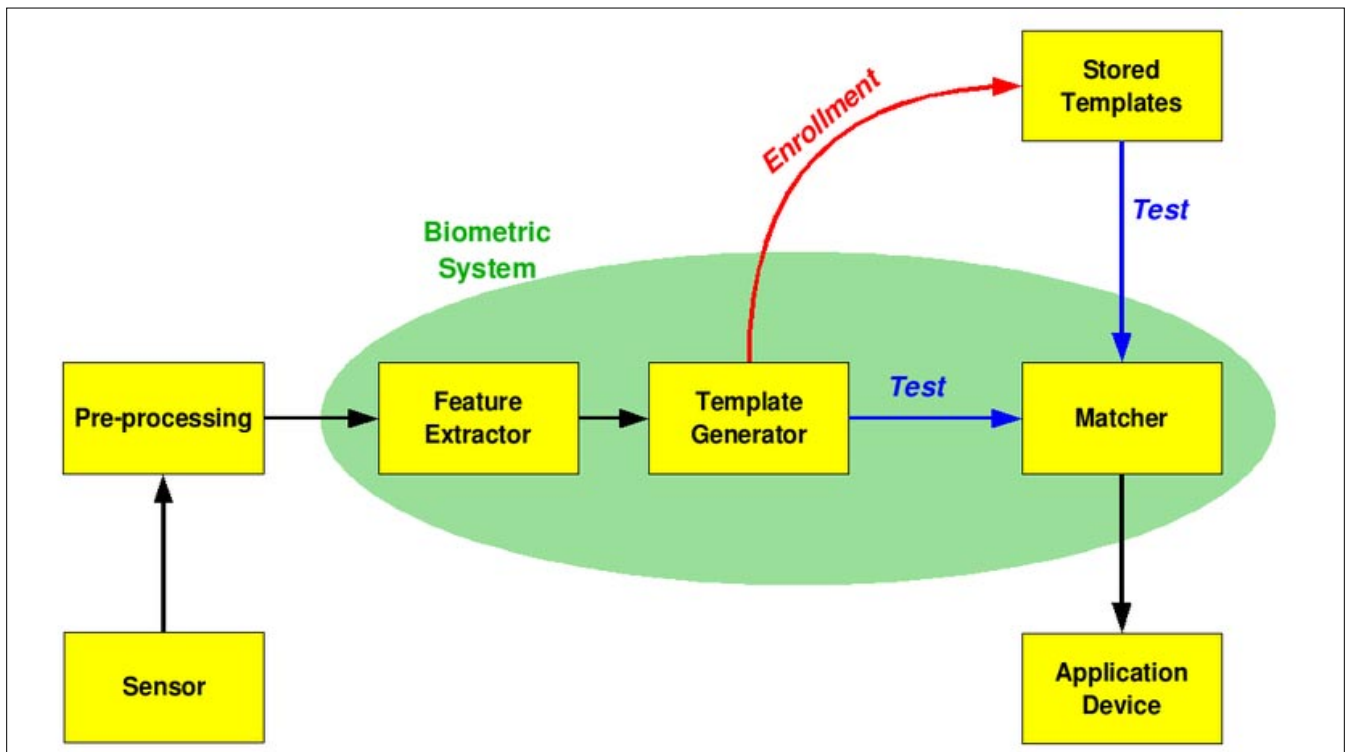 Stored
Templates
Enrollment
Test
Biometric
System
Pre-processing
Feature
Extractor
Template
Generator
Test
Matcher
Sensor
Application
Device